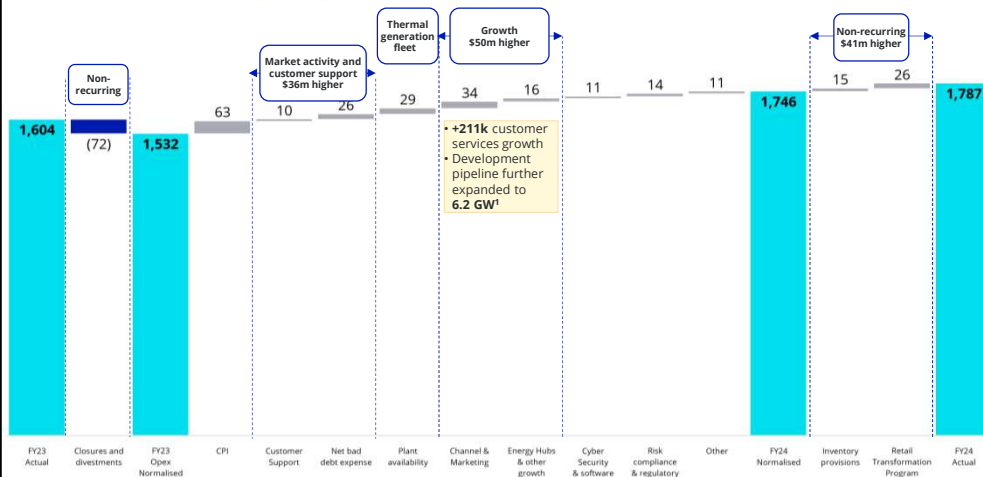 Thermal
generation
fleet
Growth
$50m higher
Non-recurring
$41m higher
Market activity and
customer support
$36m higher
Non-
recurring
1,604
(72)
1,532
63
10
26
29
34
16
11
14
11
1,746
15
26
1,787
• +211k customer
services growth
• Development
pipeline further
expanded to
6.2 GW¹
FY23
Actual
Closures and
divestments
FY23
Opex
Normalised
CPI
Customer
Support
Net bad
debt expense
Plant
availability
Channel &
Marketing
Energy Hubs
& other
growth
Cyber
Security
& software
Risk
compliance
& regulatory
Other
FY24
Normalised
Inventory
provisions
Retail
Transformation
Program
FY24
Actual